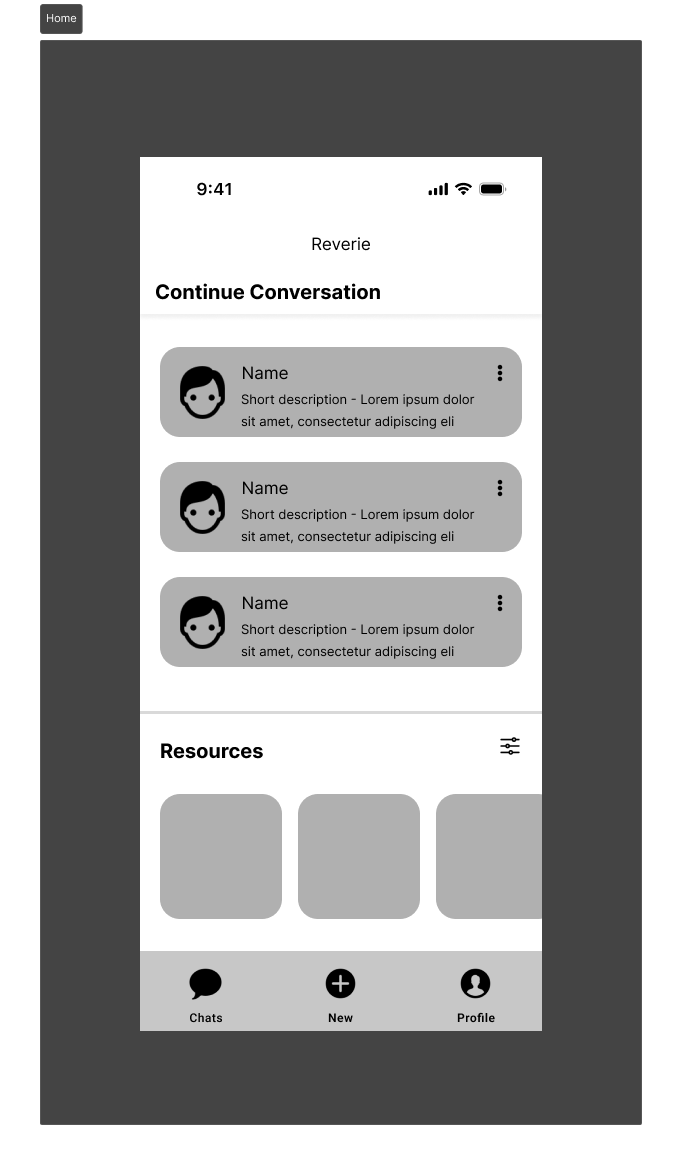 Home
9:41
Reverie
Continue Conversation
Name
Short description - Lorem ipsum dolor
sit amet, consectetur adipiscing eli
Name
Short description - Lorem ipsum dolor
sit amet, consectetur adipiscing eli
Name
Short description - Lorem ipsum dolor
sit amet, consectetur adipiscing eli
Resources
Chats
New
Profile